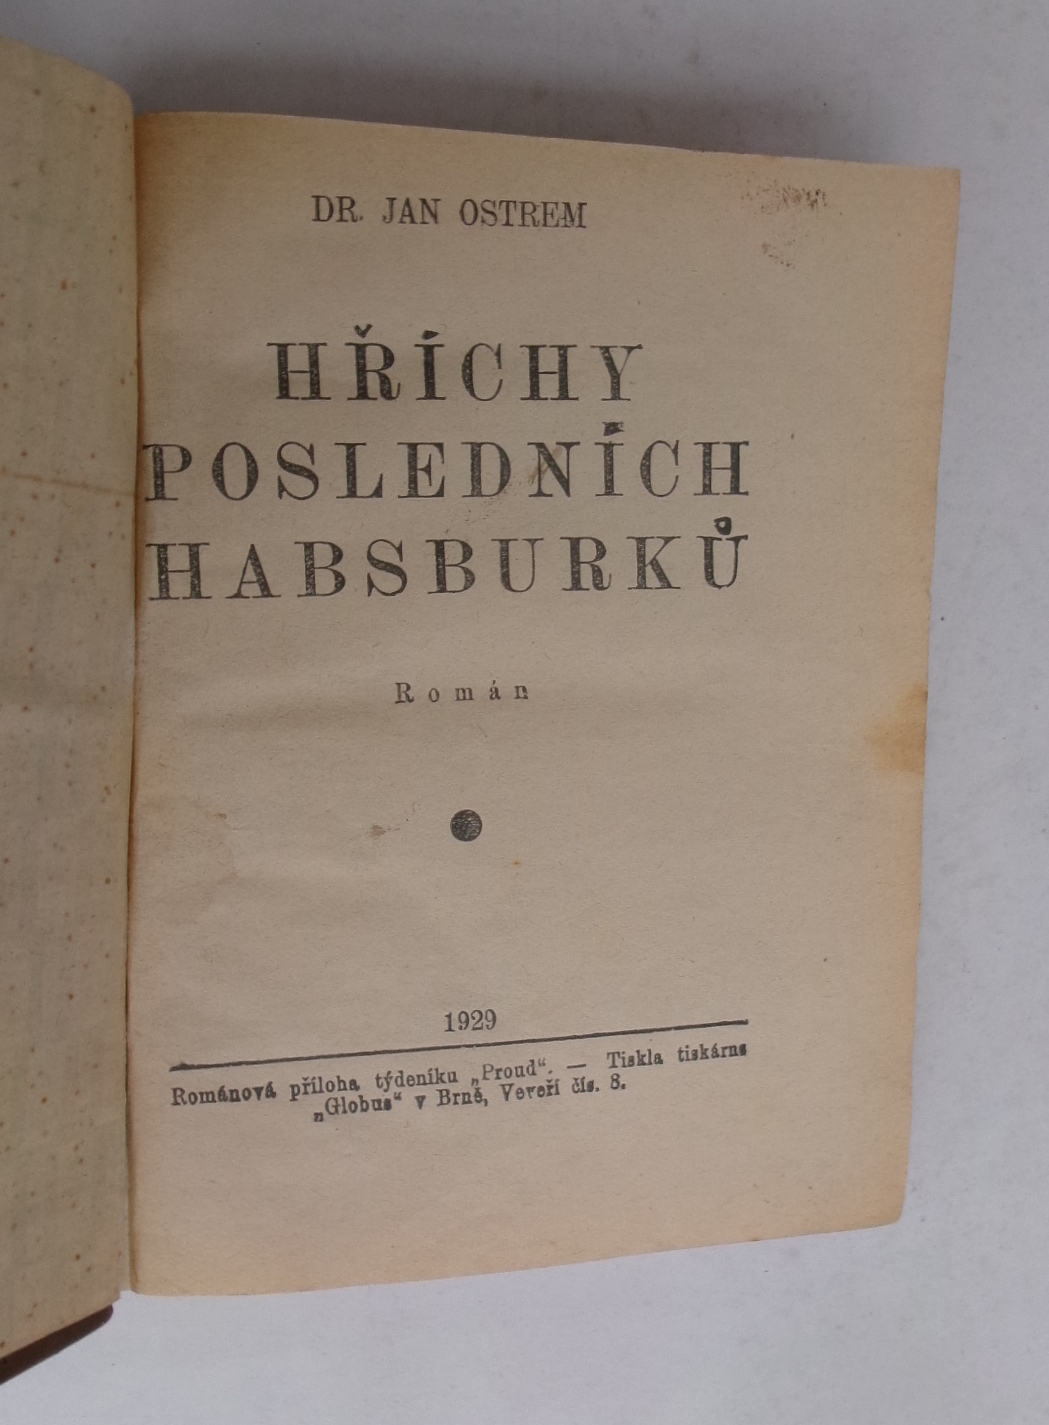 DR. JAN OSTREM
HŘÍCHY
POSLEDNÍCH
HABSBURKŮ
Román
1929
Románová příloha týdeníku „Proud“. — Tiskla tiskárna
„Globus“ v Brně, Veveří čís. 8.